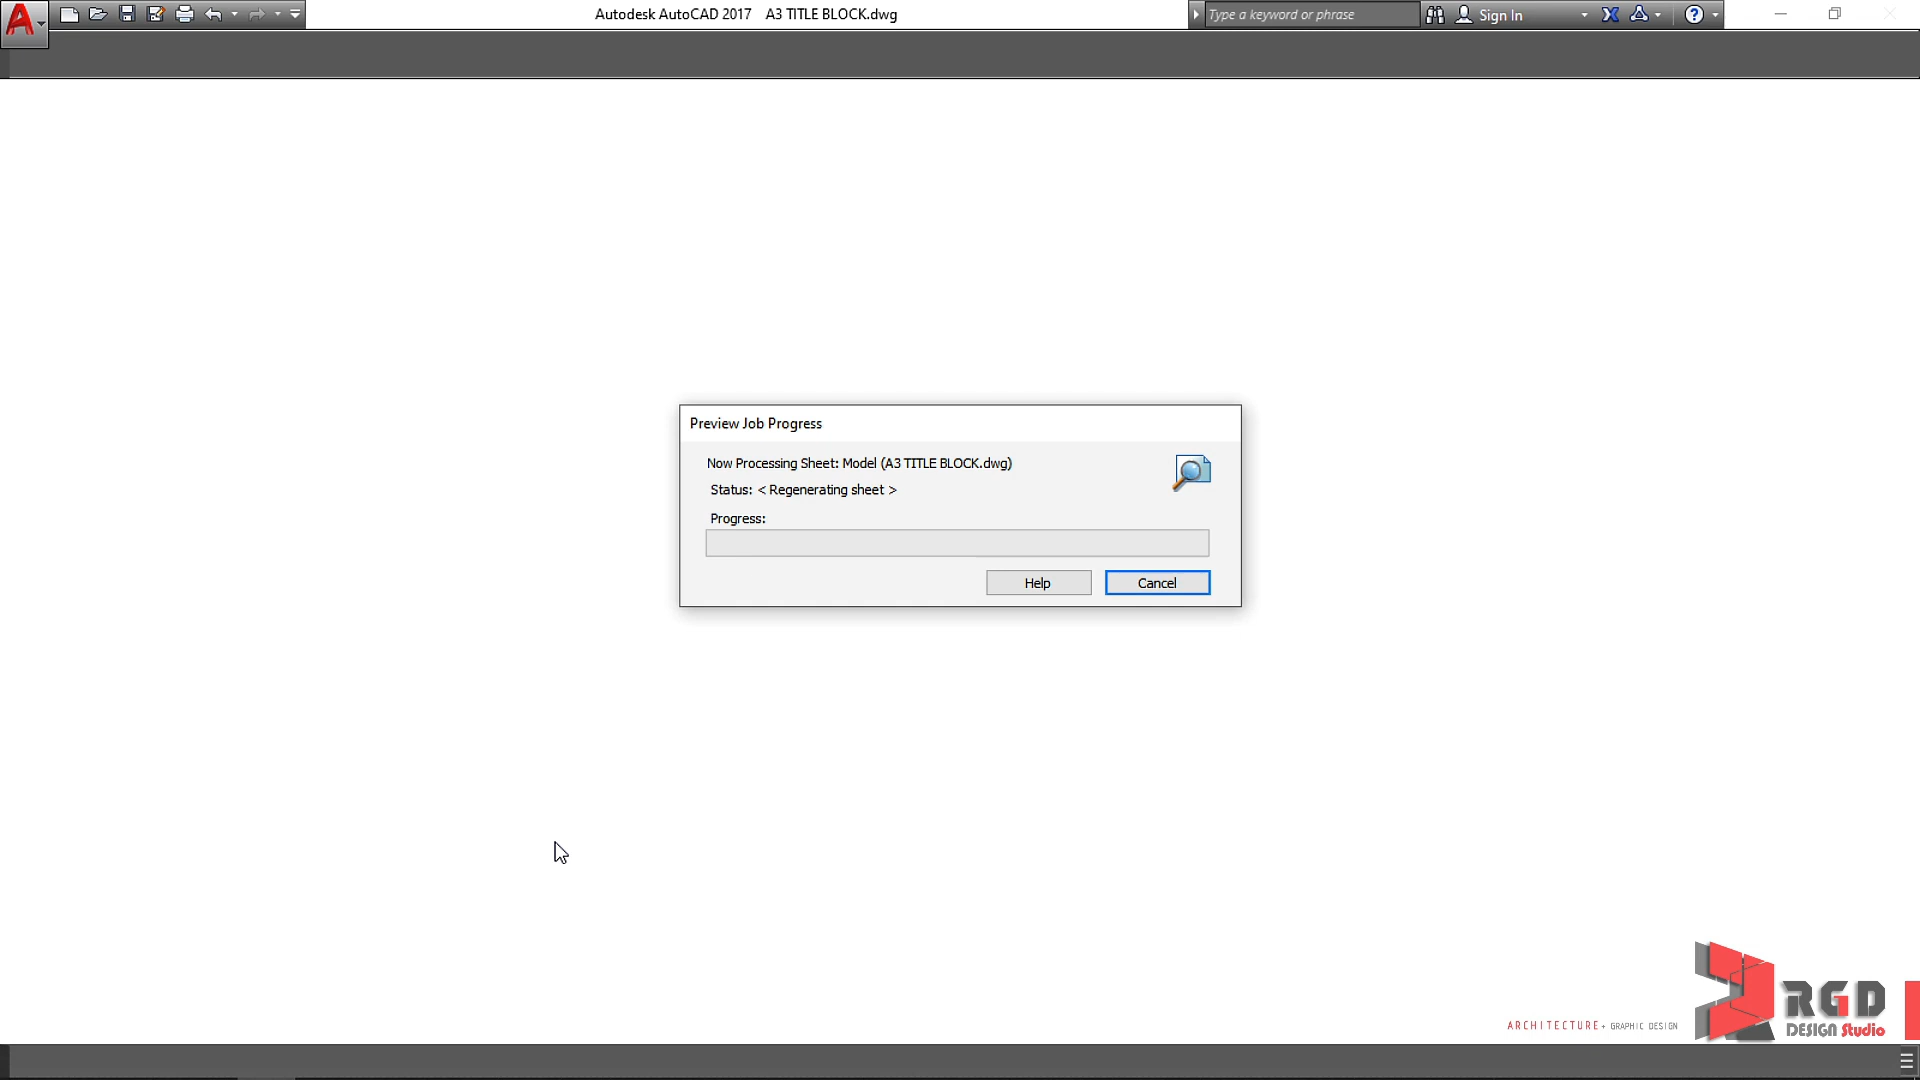 Autodesk AutoCAD 2017 A3 TITLE BLOCK.dwg
Type a keyword or phrase
Sign In
Preview Job Progress
Now Processing Sheet: Model (A3 TITLE BLOCK.dwg)
Status: < Regenerating sheet >
Progress:
Help
Cancel
RGD
DESIGN Studio
ARCHITECTURE + GRAPHIC DESIGN